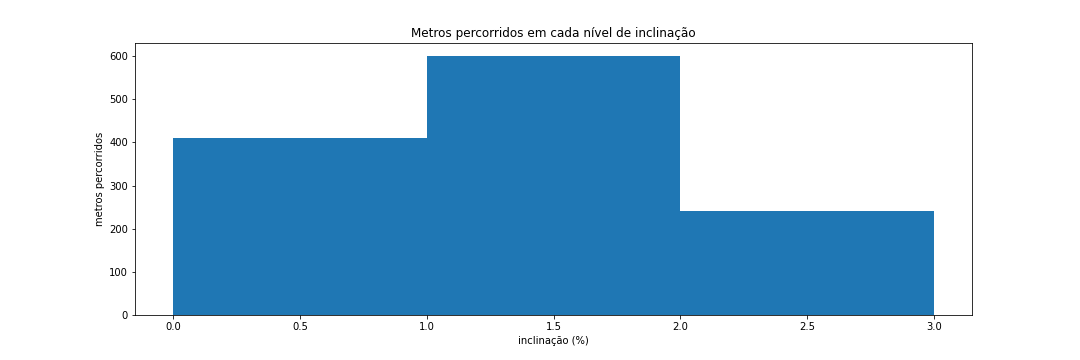 Metros percorridos em cada nível de inclinação
metros percorridos
600
500
400
300
200
100
0
0.0 0.5 1.0 1.5 2.0 2.5 3.0
inclinação (%)